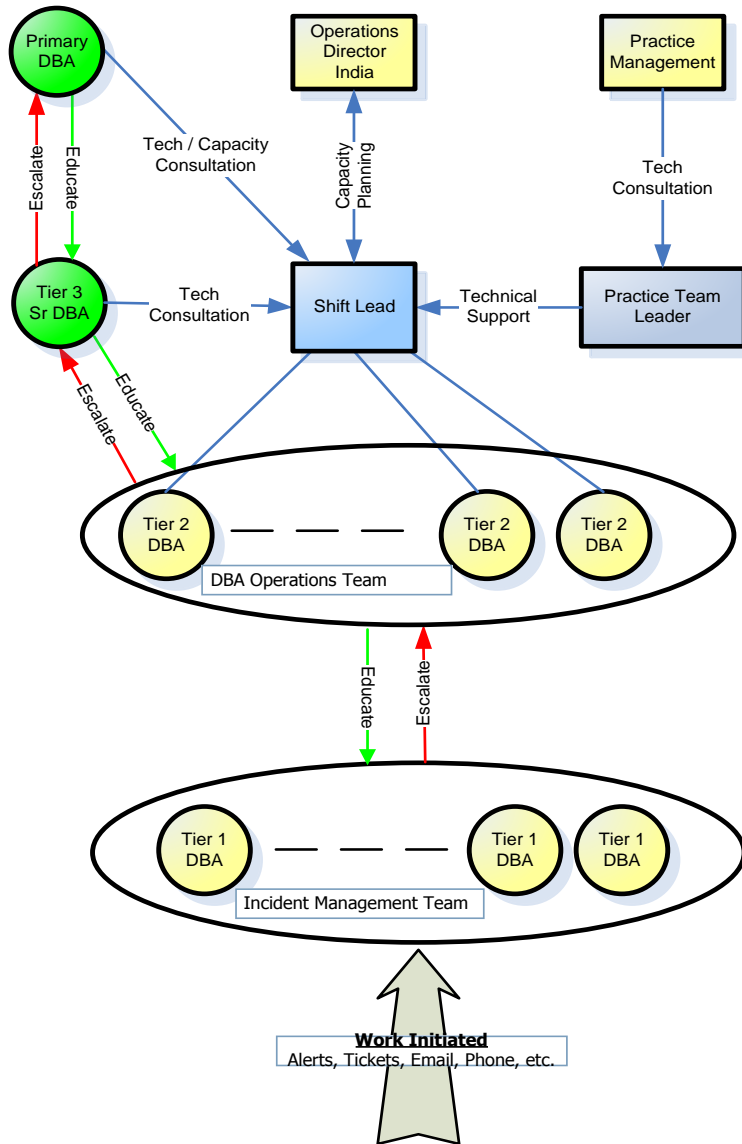 Primary
DBA
Operations
Director
India
Practice
Management
Escalate
Educate
Tech / Capacity
Consultation
Capacity
Planning
Tech
Consultation
Tier 3
Sr DBA
Tech
Consultation
Shift Lead
Technical
Support
Practice Team
Leader
Escalate
Educate
Tier 2
DBA
Tier 2
DBA
Tier 2
DBA
DBA Operations Team
Educate
Escalate
Tier 1
DBA
Tier 1
DBA
Tier 1
DBA
Incident Management Team
Work Initiated
Alerts, Tickets, Email, Phone, etc.